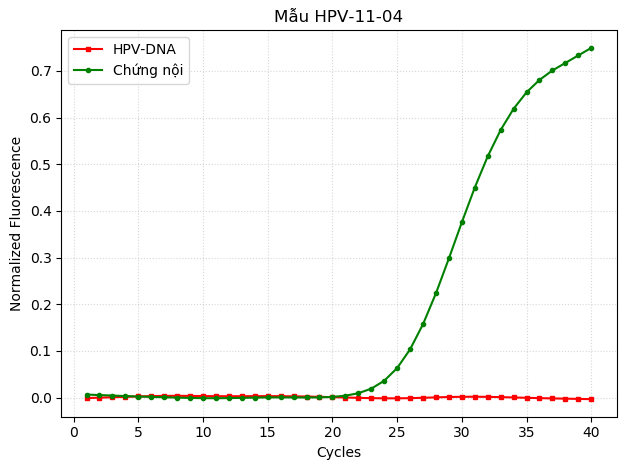 Mẫu HPV-11-04
HPV-DNA
Chứng nội
Normalized Fluorescence
0.7
0.6
0.5
0.4
0.3
0.2
0.1
0.0
0 5 10 15 20 25 30 35 40
Cycles